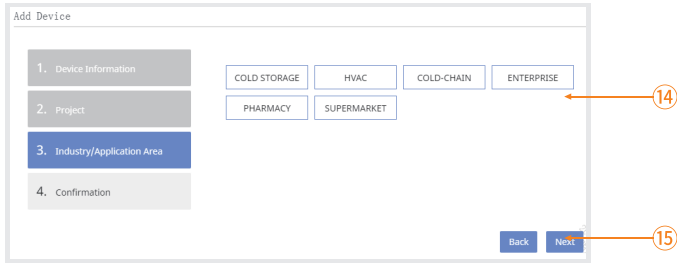 Add Device
1. Device Information
2. Project
3. Industry/Application Area
4. Confirmation
COLD STORAGE HVAC COLD-CHAIN ENTERPRISE
PHARMACY SUPERMARKET
14
Back Next
15